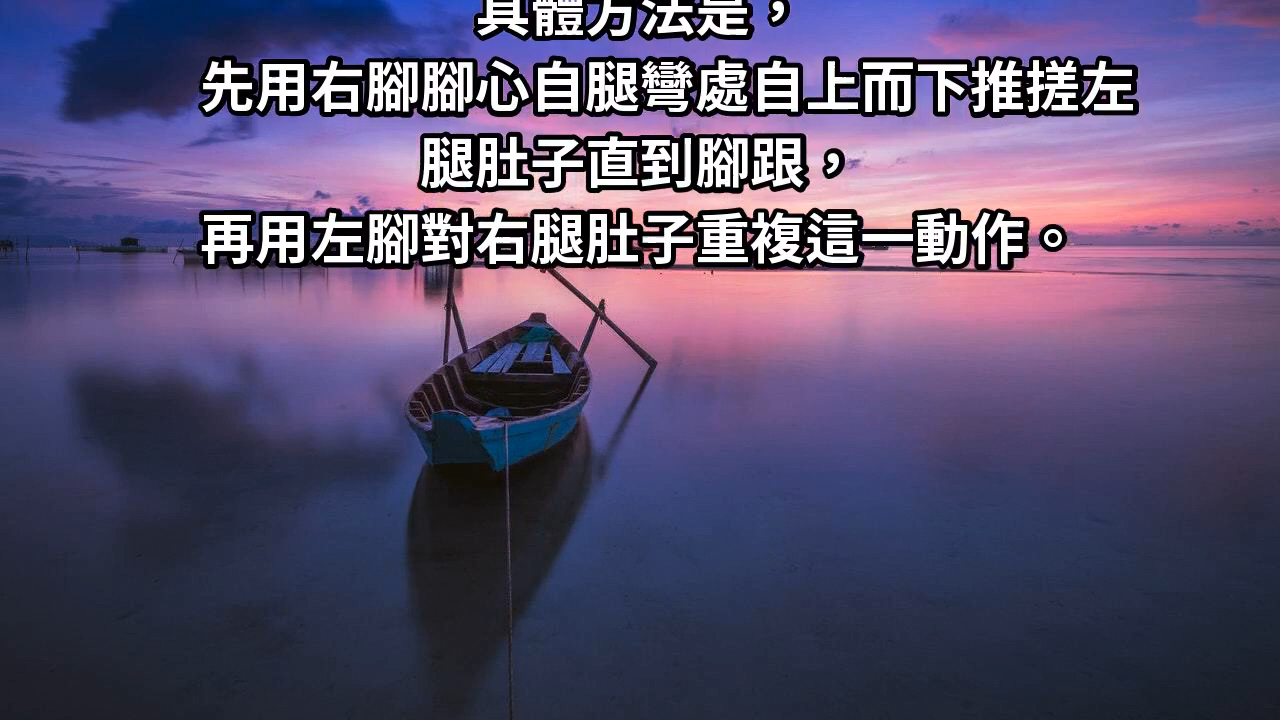 具體方法是，
先用右腳腳心自腿彎處自上而下推搓左
腿肚子直到腳跟，
再用左腳對右腿肚子重複這一動作。